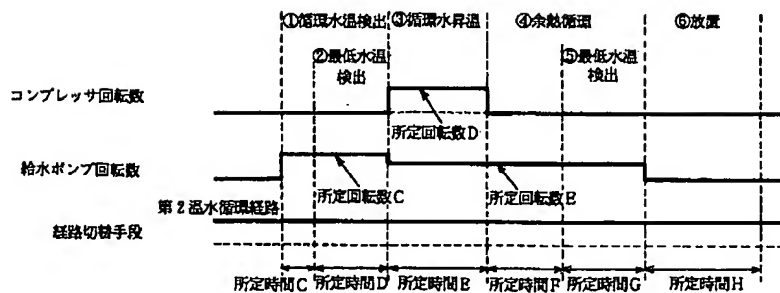 ①循環水温検出
③循環水昇温
④余熱循環
⑥放置
②最低水温
検出
⑤最低水温
検出
コンプレッサ回転数
所定回転数D
給水ポンプ回転数
所定回転数C
所定回転数E
第2温水循環経路
経路切替手段
所定時間C
所定時間D
所定時間E
所定時間F
所定時間G
所定時間H